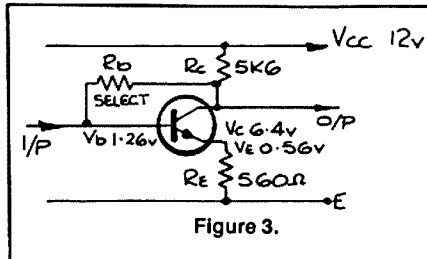 Vcc 12v
Rb
Rc 5K6
SELECT
O/P
I/P
Vb 1·26v
Vc 6·4v
VE 0·56v
RE 560Ω
E
Figure 3.